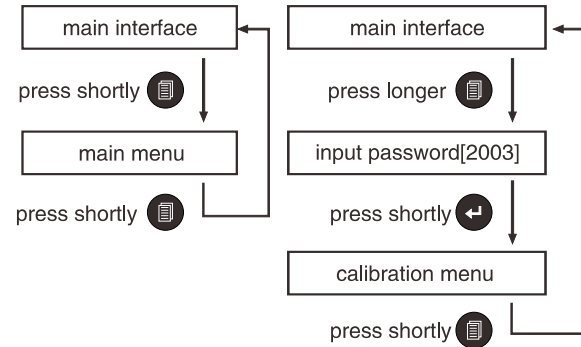 main interface
press shortly
main menu
press shortly
main interface
press longer
input password[2003]
press shortly
calibration menu
press shortly